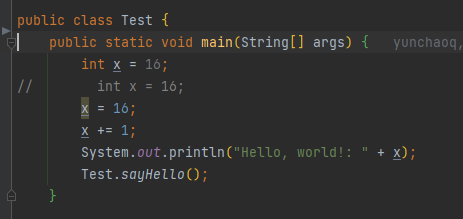 public class Test {
public static void main(String[] args) { yunchaoq,
int x = 16;
// int x = 16;
x = 16;
x += 1;
System.out.println("Hello, world!: " + x);
Test.sayHello();
}